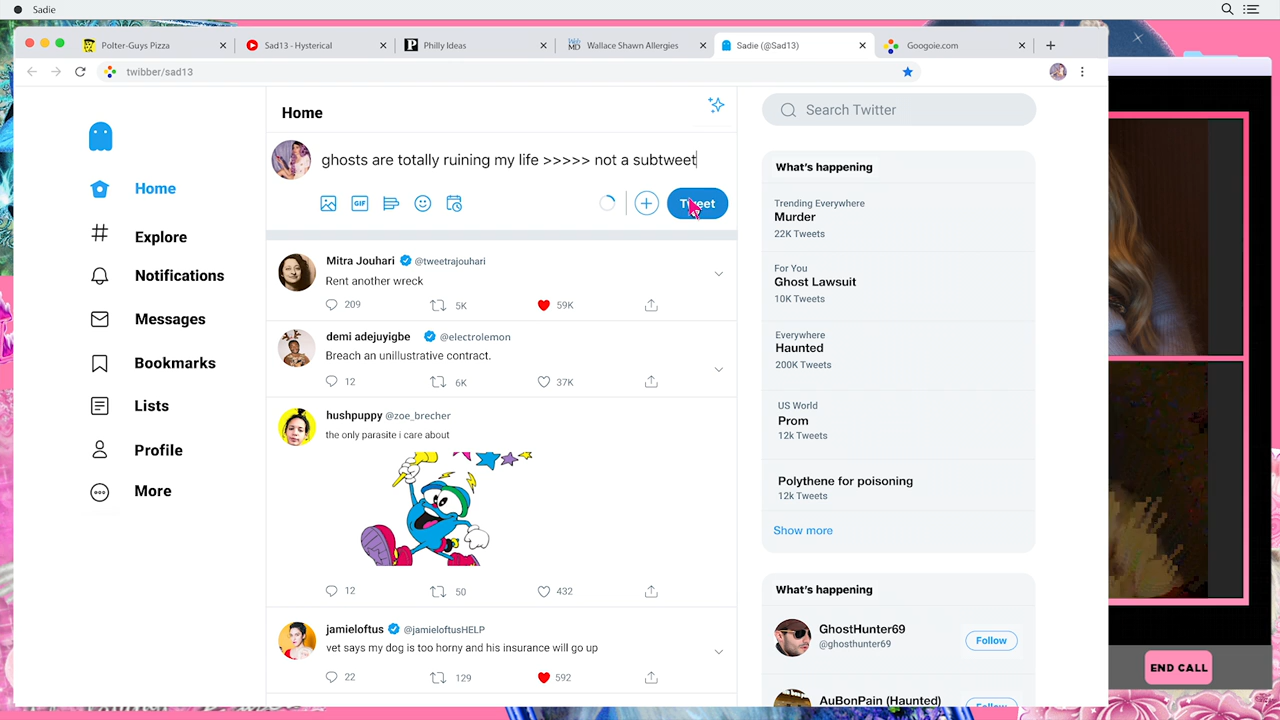 Sadie
Polter-Guys Pizza
Sad13 - Hysterical
Philly Ideas
Wallace Shawn Allergies
Sadie (@Sad13)
Googoie.com
twibber/sad13
Home
Search Twitter
ghosts are totally ruining my life >>>>> not a subtweet
GIF
Tweet
Home
Explore
Notifications
Messages
Bookmarks
Lists
Profile
More
Mitra Jouhari @tweetrajouhari
Rent another wreck
209 5K 59K
demi adejuyigbe @electrolemon
Breach an unillustrative contract.
12 6K 37K
hushpuppy @zoe_brecher
the only parasite i care about
12 50 432
jamieloftus @jamieloftusHELP
vet says my dog is too horny and his insurance will go up
22 129 592
What's happening
Trending Everywhere
Murder
22K Tweets
For You
Ghost Lawsuit
10K Tweets
Everywhere
Haunted
200K Tweets
US World
Prom
12k Tweets
Polythene for poisoning
12k Tweets
Show more
What's happening
GhostHunter69
@ghosthunter69
Follow
AuBonPain (Haunted)
Follow
END CALL